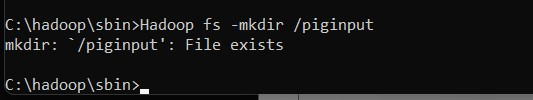 C:\hadoop\sbin>Hadoop fs -mkdir /piginput
mkdir: `/piginput': File exists
C:\hadoop\sbin>